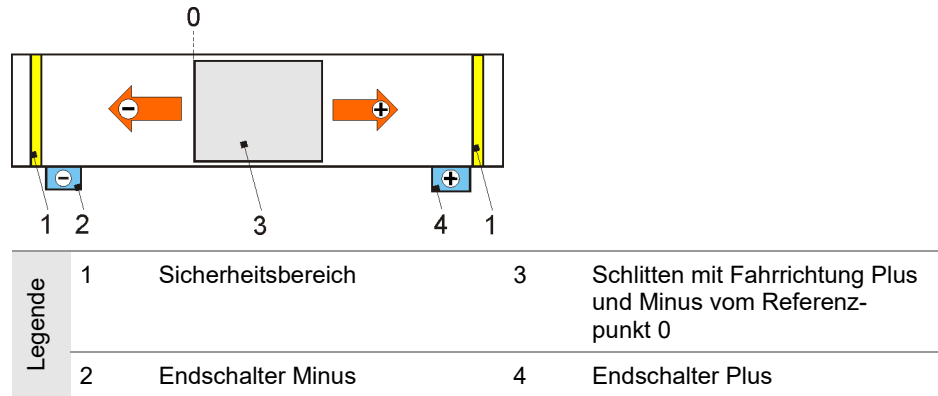 0
− +
− +
1 2 3 4 1
Legende
1 Sicherheitsbereich 3 Schlitten mit Fahrrichtung Plus
und Minus vom Referenz-
punkt 0
2 Endschalter Minus 4 Endschalter Plus